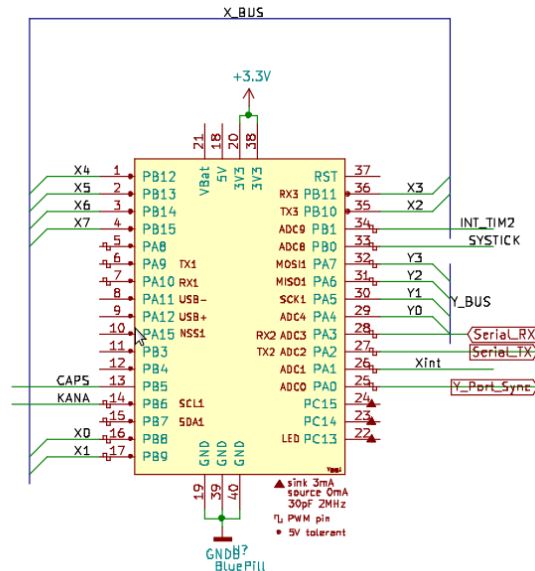 X_BUS
+3.3V
21 18 20 38
VBat 5V 3V3 3V3
X4 1 PB12
X5 2 PB13
X6 3 PB14
X7 4 PB15
5 PA8
6 PA9 TX1
7 PA10 RX1
8 PA11 USB-
9 PA12 USB+
10 PA15 NSS1
11 PB3
12 PB4
CAPS 13 PB5
KANA 14 PB6 SCL1
15 PB7 SDA1
X0 16 PB8
X1 17 PB9
RST 37
RX3 PB11 36 X3
TX3 PB10 35 X2
ADC9 PB1 34 INT_TIM2
ADC8 PB0 33 SYSTICK
MOSI1 PA7 32 Y3
MISO1 PA6 31 Y2
SCK1 PA5 30 Y1
Y_BUS
ADC4 PA4 29 Y0
RX2 ADC3 PA3 28 Serial_RX
TX2 ADC2 PA2 27 Serial_TX
ADC1 PA1 26 Xint
ADC0 PA0 25 Y_Port_Sync
PC15 24
PC14 23
LED PC13 22
GND GND GND
19 39 40
sink 3mA
source 0mA
30pF 2MHz
PWM pin
5V tolerant
BluePill